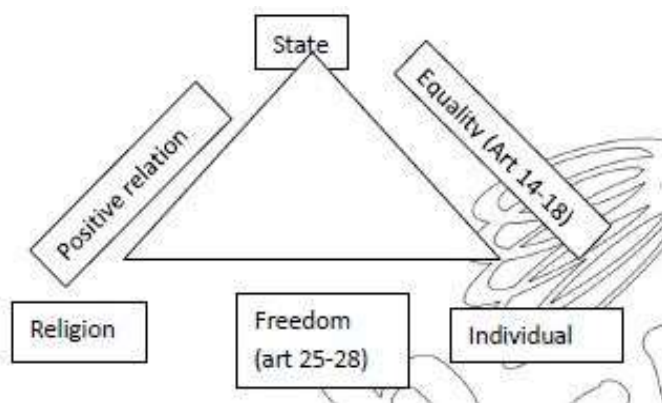 State
Positive relation
Equality (Art 14-18)
Religion
Freedom
(art 25-28)
Individual